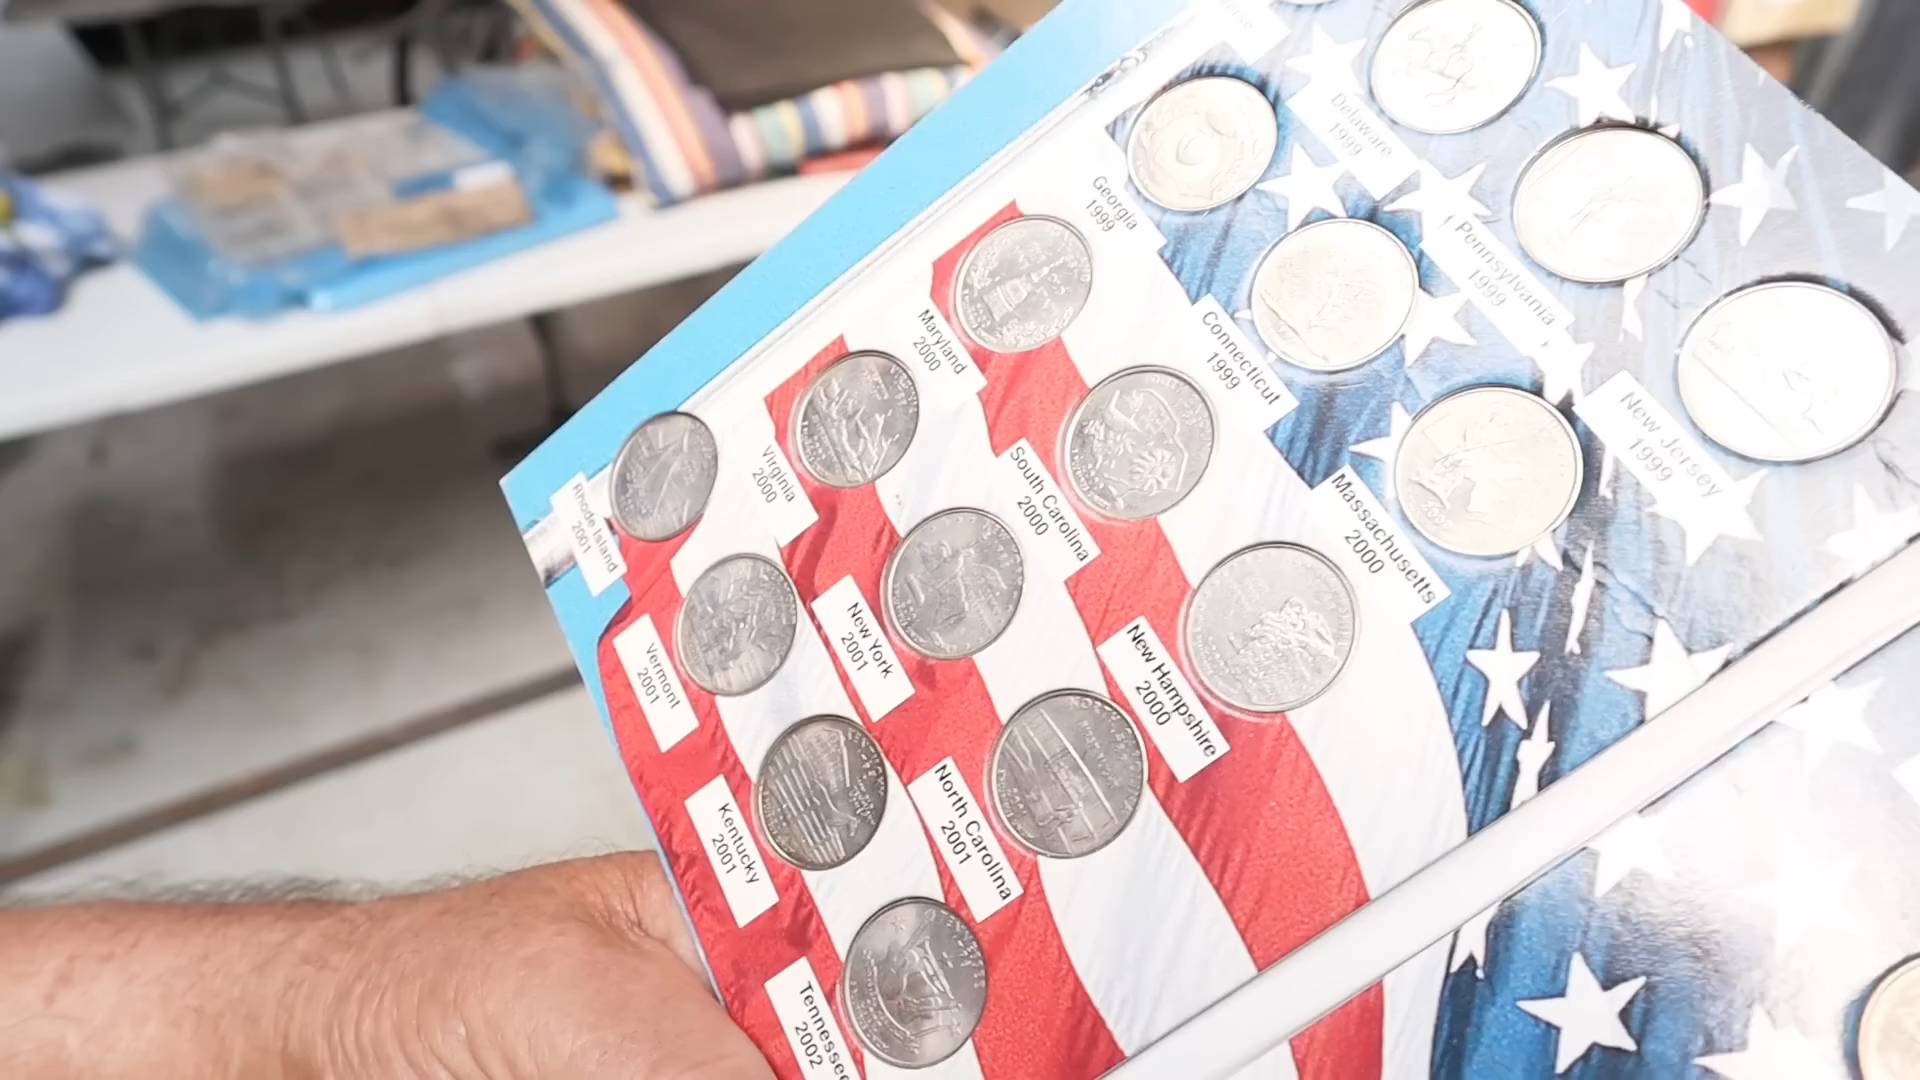 Delaware
1999
Pennsylvania
1999
New Jersey
1999
Georgia
1999
Connecticut
1999
Massachusetts
2000
Maryland
2000
South Carolina
2000
New Hampshire
2000
Virginia
2000
New York
2001
North Carolina
2001
Rhode Island
2001
Vermont
2001
Kentucky
2001
Tennessee
2002